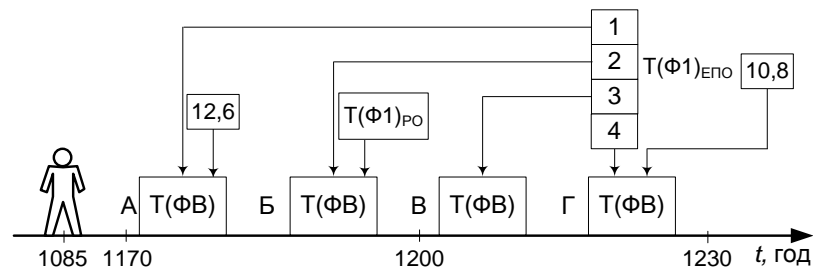 1
2
3
4
Т(Ф1)ЕПО
10,8
12,6
Т(Ф1)РО
А
Т(ФВ)
Б
Т(ФВ)
В
Т(ФВ)
Г
Т(ФВ)
1085
1170
1200
1230
t, год